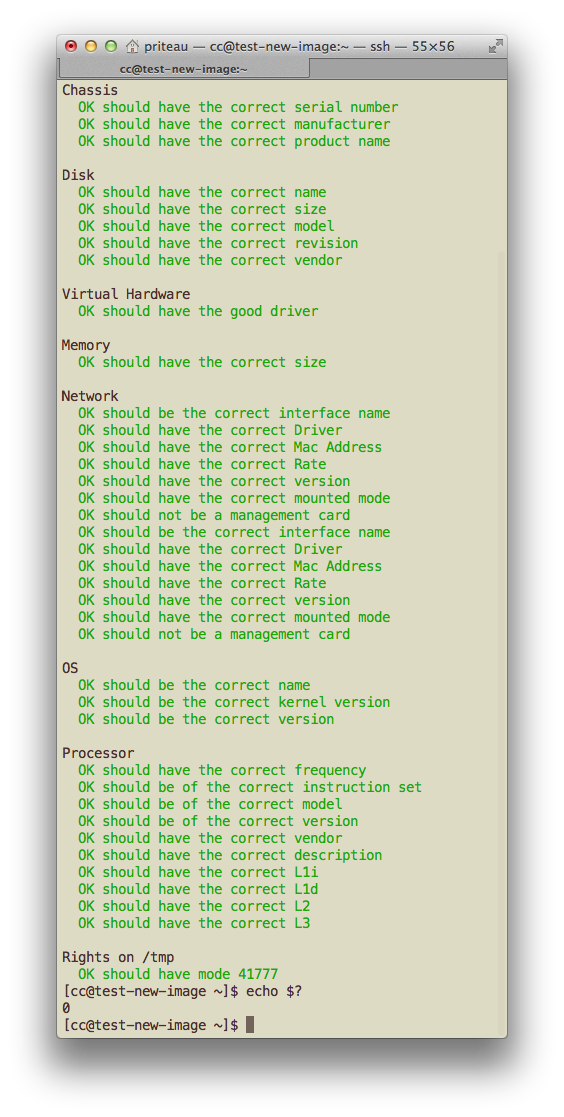 priteau — cc@test-new-image:~ — ssh — 55×56
cc@test-new-image:~
Chassis
OK should have the correct serial number
OK should have the correct manufacturer
OK should have the correct product name
Disk
OK should have the correct name
OK should have the correct size
OK should have the correct model
OK should have the correct revision
OK should have the correct vendor
Virtual Hardware
OK should have the good driver
Memory
OK should have the correct size
Network
OK should be the correct interface name
OK should have the correct Driver
OK should have the correct Mac Address
OK should have the correct Rate
OK should have the correct version
OK should have the correct mounted mode
OK should not be a management card
OK should be the correct interface name
OK should have the correct Driver
OK should have the correct Mac Address
OK should have the correct Rate
OK should have the correct version
OK should have the correct mounted mode
OK should not be a management card
OS
OK should be the correct name
OK should be the correct kernel version
OK should be the correct version
Processor
OK should have the correct frequency
OK should be of the correct instruction set
OK should be of the correct model
OK should be of the correct version
OK should have the correct vendor
OK should have the correct description
OK should have the correct L1i
OK should have the correct L1d
OK should have the correct L2
OK should have the correct L3
Rights on /tmp
OK should have mode 41777
[cc@test-new-image ~]$ echo $?
0
[cc@test-new-image ~]$